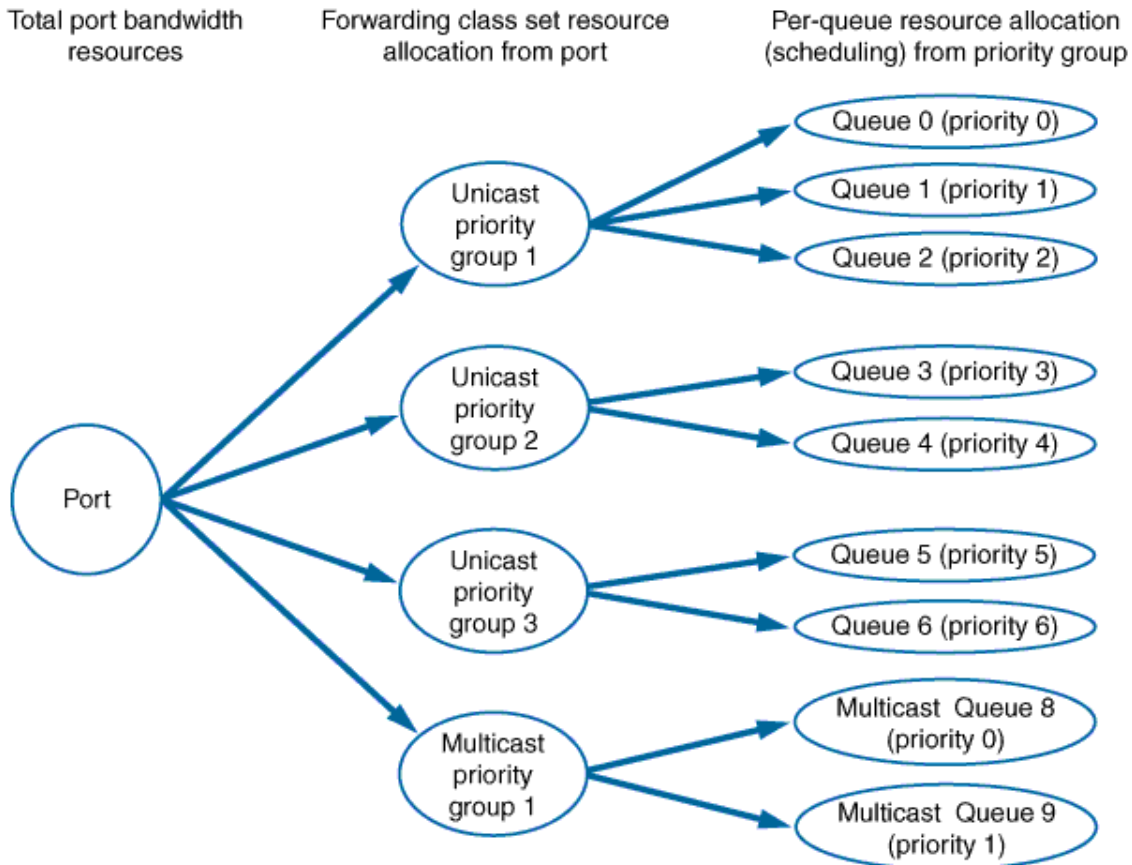 Total port bandwidth
resources
Forwarding class set resource
allocation from port
Per-queue resource allocation
(scheduling) from priority group
Port
Unicast
priority
group 1
Unicast
priority
group 2
Unicast
priority
group 3
Multicast
priority
group 1
Queue 0 (priority 0)
Queue 1 (priority 1)
Queue 2 (priority 2)
Queue 3 (priority 3)
Queue 4 (priority 4)
Queue 5 (priority 5)
Queue 6 (priority 6)
Multicast Queue 8
(priority 0)
Multicast Queue 9
(priority 1)